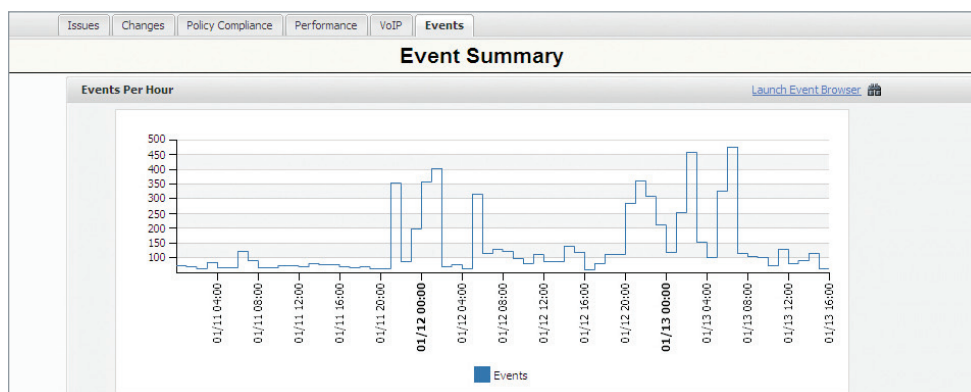 Issues Changes Policy Compliance Performance VoIP Events
Event Summary
Events Per Hour Launch Event Browser
500
450
400
350
300
250
200
150
100
01/11 04:00 01/11 08:00 01/11 12:00 01/11 16:00 01/11 20:00 01/12 00:00 01/12 04:00 01/12 08:00 01/12 12:00 01/12 16:00 01/12 20:00 01/13 00:00 01/13 04:00 01/13 08:00 01/13 12:00 01/13 16:00
Events